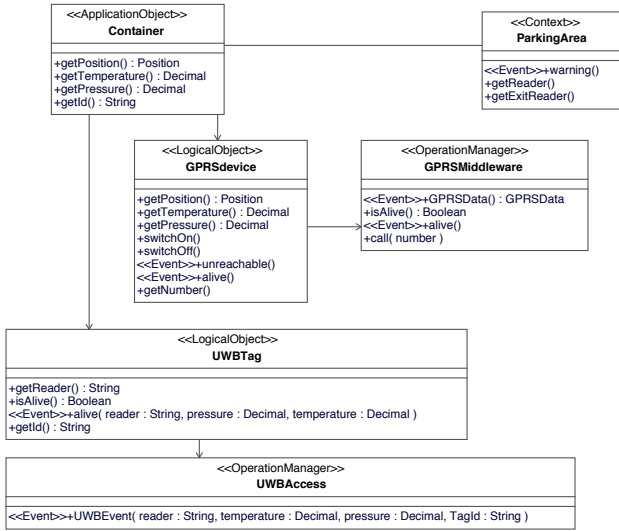 <<ApplicationObject>>
Container
+getPosition() : Position
+getTemperature() : Decimal
+getPressure() : Decimal
+getId() : String
<<Context>>
ParkingArea
<<Event>>+warning()
+getReader()
+getExitReader()
<<LogicalObject>>
GPRSdevice
+getPosition() : Position
+getTemperature() : Decimal
+getPressure() : Decimal
+switchOn()
+switchOff()
<<Event>>+unreachable()
<<Event>>+alive()
+getNumber()
<<OperationManager>>
GPRSMiddleware
<<Event>>+GPRSData() : GPRSData
+isAlive() : Boolean
<<Event>>+alive()
+call( number )
<<LogicalObject>>
UWBTag
+getReader() : String
+isAlive() : Boolean
<<Event>>+alive( reader : String, pressure : Decimal, temperature : Decimal )
+getId() : String
<<OperationManager>>
UWBAccess
<<Event>>+UWBEvent( reader : String, temperature : Decimal, pressure : Decimal, TagId : String )